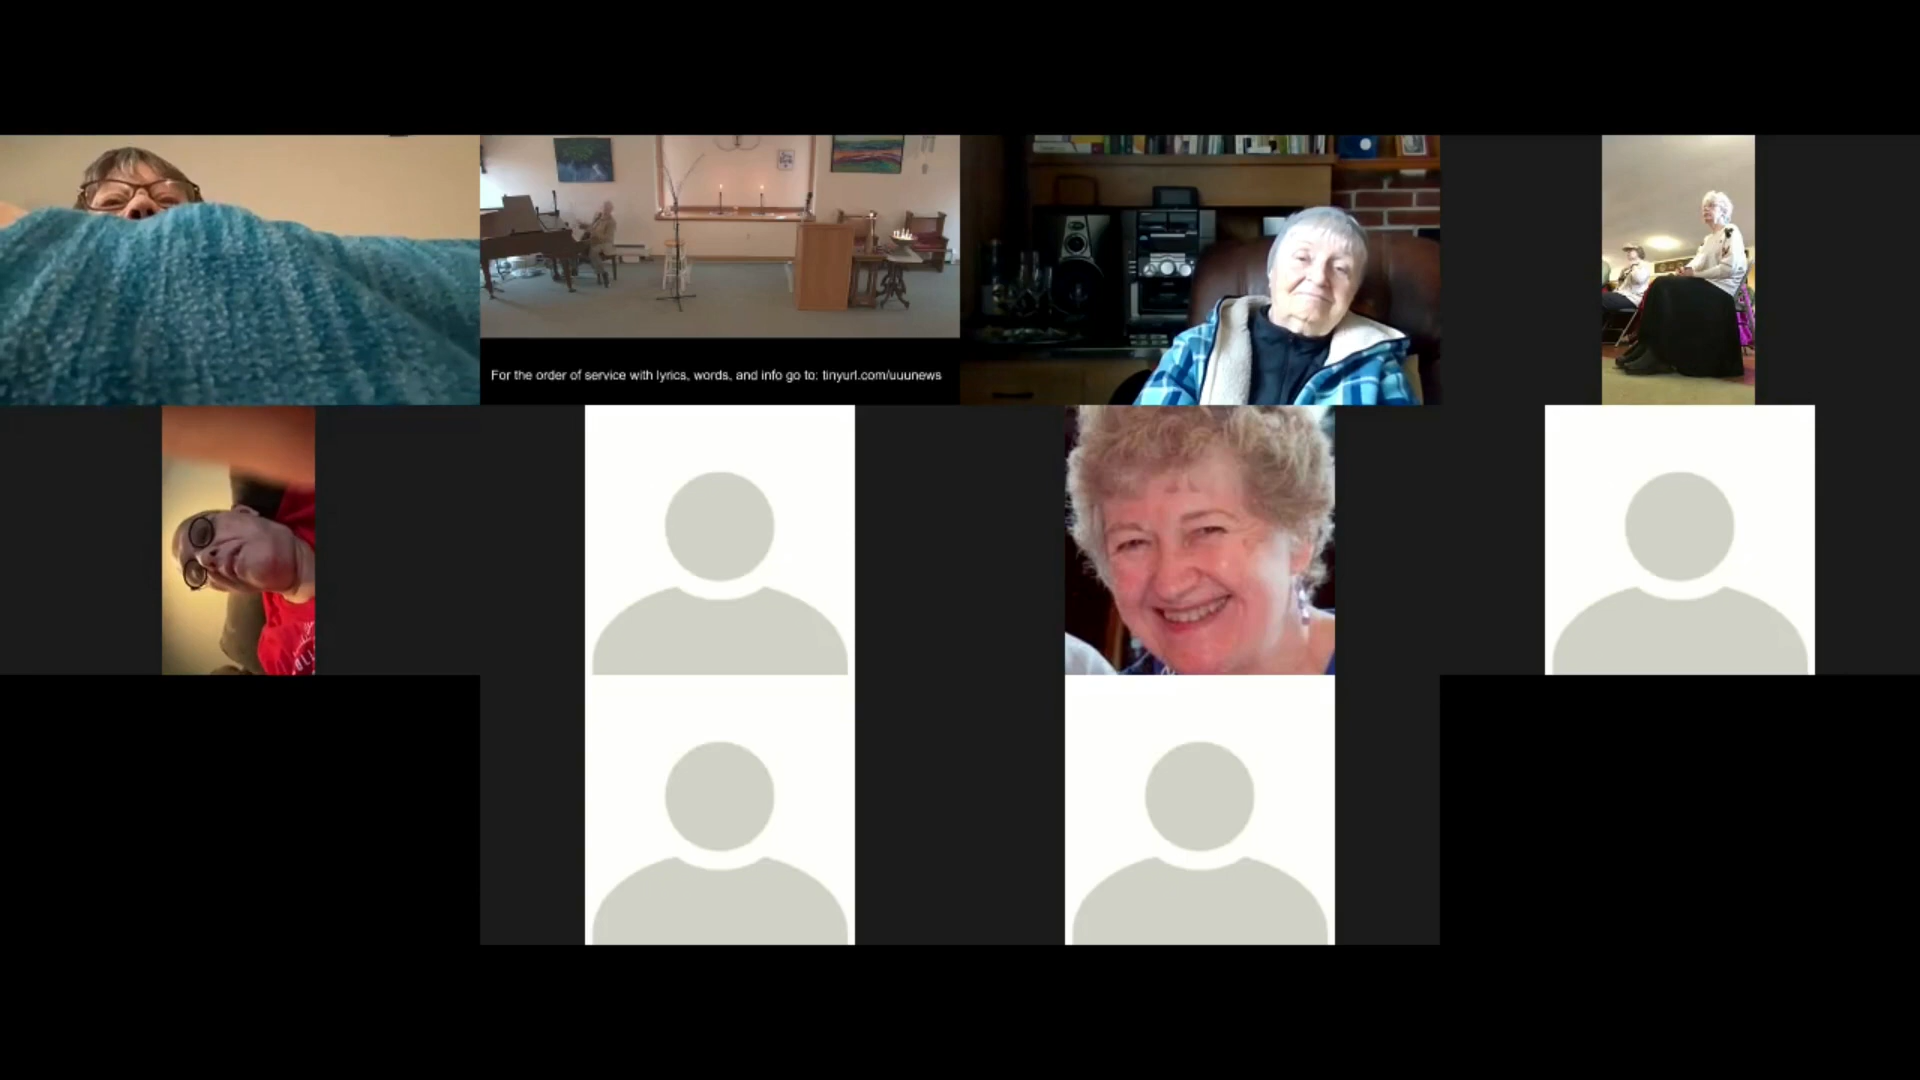 For the order of service with lyrics, words, and info go to: tinyurl.com/uuunews